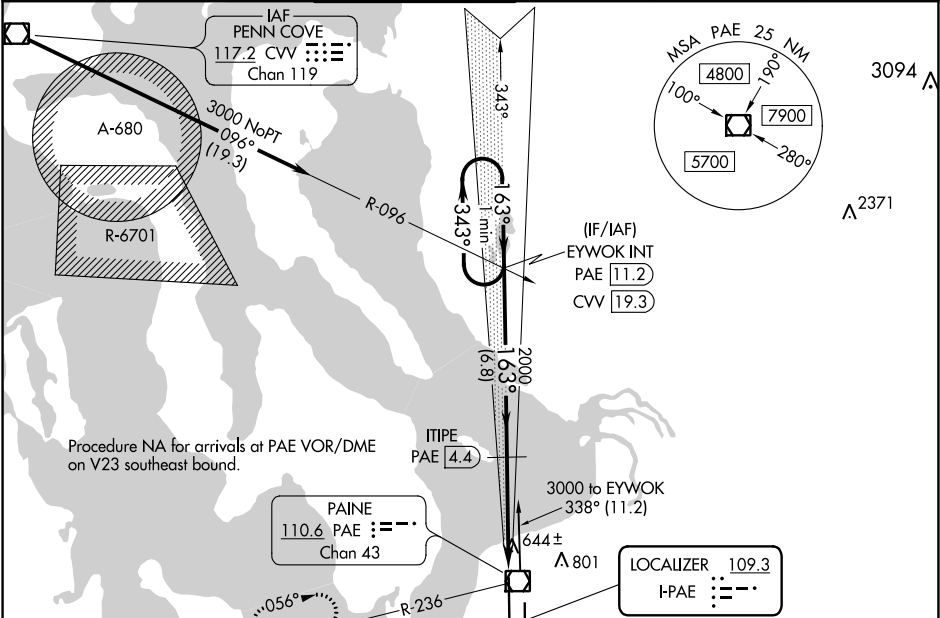 IAF
PENN COVE
117.2 CVV
Chan 119
A-680
R-6701
3000 NoPT
096°
(19.3)
R-096
343°
163°
1 min
343°
(IF/IAF)
EYWOK INT
PAE 11.2
CVV 19.3
MSA PAE 25 NM
4800
190°
100°
7900
5700
280°
3094
2371
2000
163°
(6.8)
Procedure NA for arrivals at PAE VOR/DME
on V23 southeast bound.
ITIPE
PAE 4.4
3000 to EYWOK
338° (11.2)
PAINE
110.6 PAE
Chan 43
644±
801
LOCALIZER 109.3
I-PAE
056°
R-236